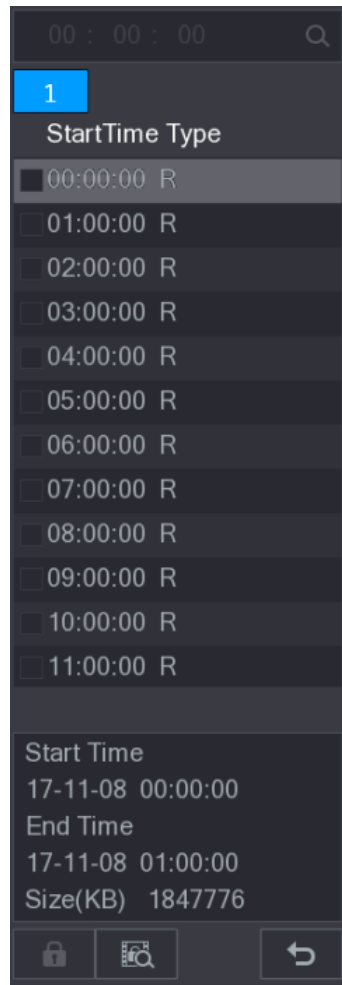 00 : 00 : 00
1
StartTime Type
00:00:00 R
01:00:00 R
02:00:00 R
03:00:00 R
04:00:00 R
05:00:00 R
06:00:00 R
07:00:00 R
08:00:00 R
09:00:00 R
10:00:00 R
11:00:00 R
Start Time
17-11-08 00:00:00
End Time
17-11-08 01:00:00
Size(KB) 1847776